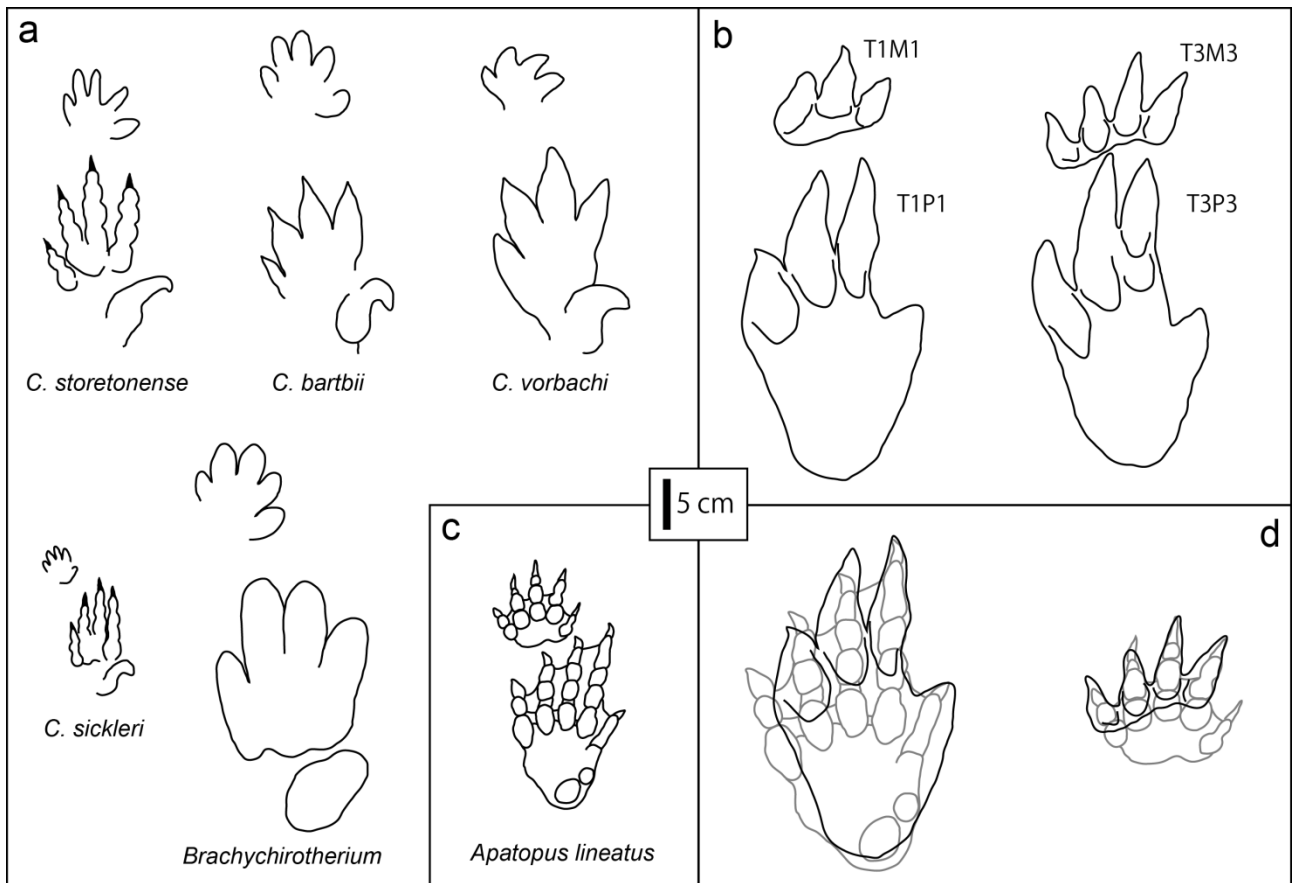 a
C. storetonense
C. bartbii
C. vorbachi
C. sickleri
Brachychirotherium
b
T1M1
T3M3
T1P1
T3P3
5 cm
c
Apatopus lineatus
d